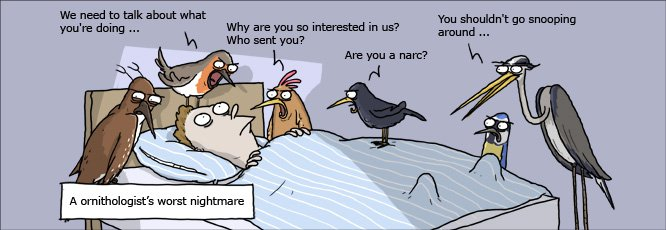 We need to talk about what
you're doing ...
Why are you so interested in us?
Who sent you?
Are you a narc?
You shouldn't go snooping
around ...
A ornithologist's worst nightmare